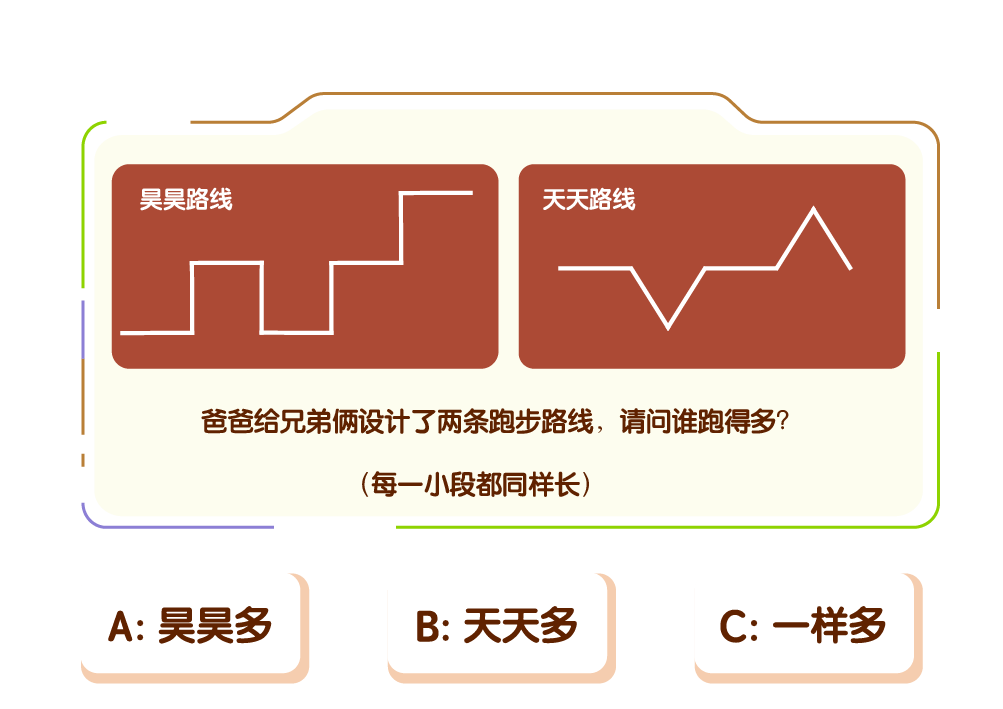 昊昊路线
天天路线
爸爸给兄弟俩设计了两条跑步路线，请问谁跑得多?
（每一小段都同样长）
A: 昊昊多
B: 天天多
C: 一样多